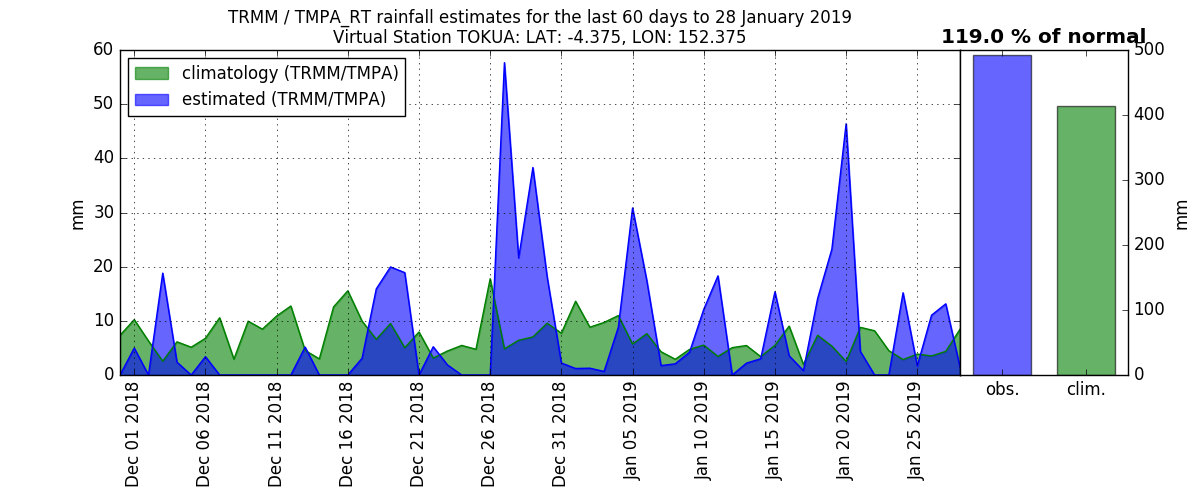 TRMM / TMPA_RT rainfall estimates for the last 60 days to 28 January 2019
Virtual Station TOKUA: LAT: -4.375, LON: 152.375
119.0 % of normal
climatology (TRMM/TMPA)
estimated (TRMM/TMPA)
60
50
40
30
20
10
0
mm
Dec 01 2018
Dec 06 2018
Dec 11 2018
Dec 16 2018
Dec 21 2018
Dec 26 2018
Dec 31 2018
Jan 05 2019
Jan 10 2019
Jan 15 2019
Jan 20 2019
Jan 25 2019
500
400
300
200
100
0
mm
obs.
clim.